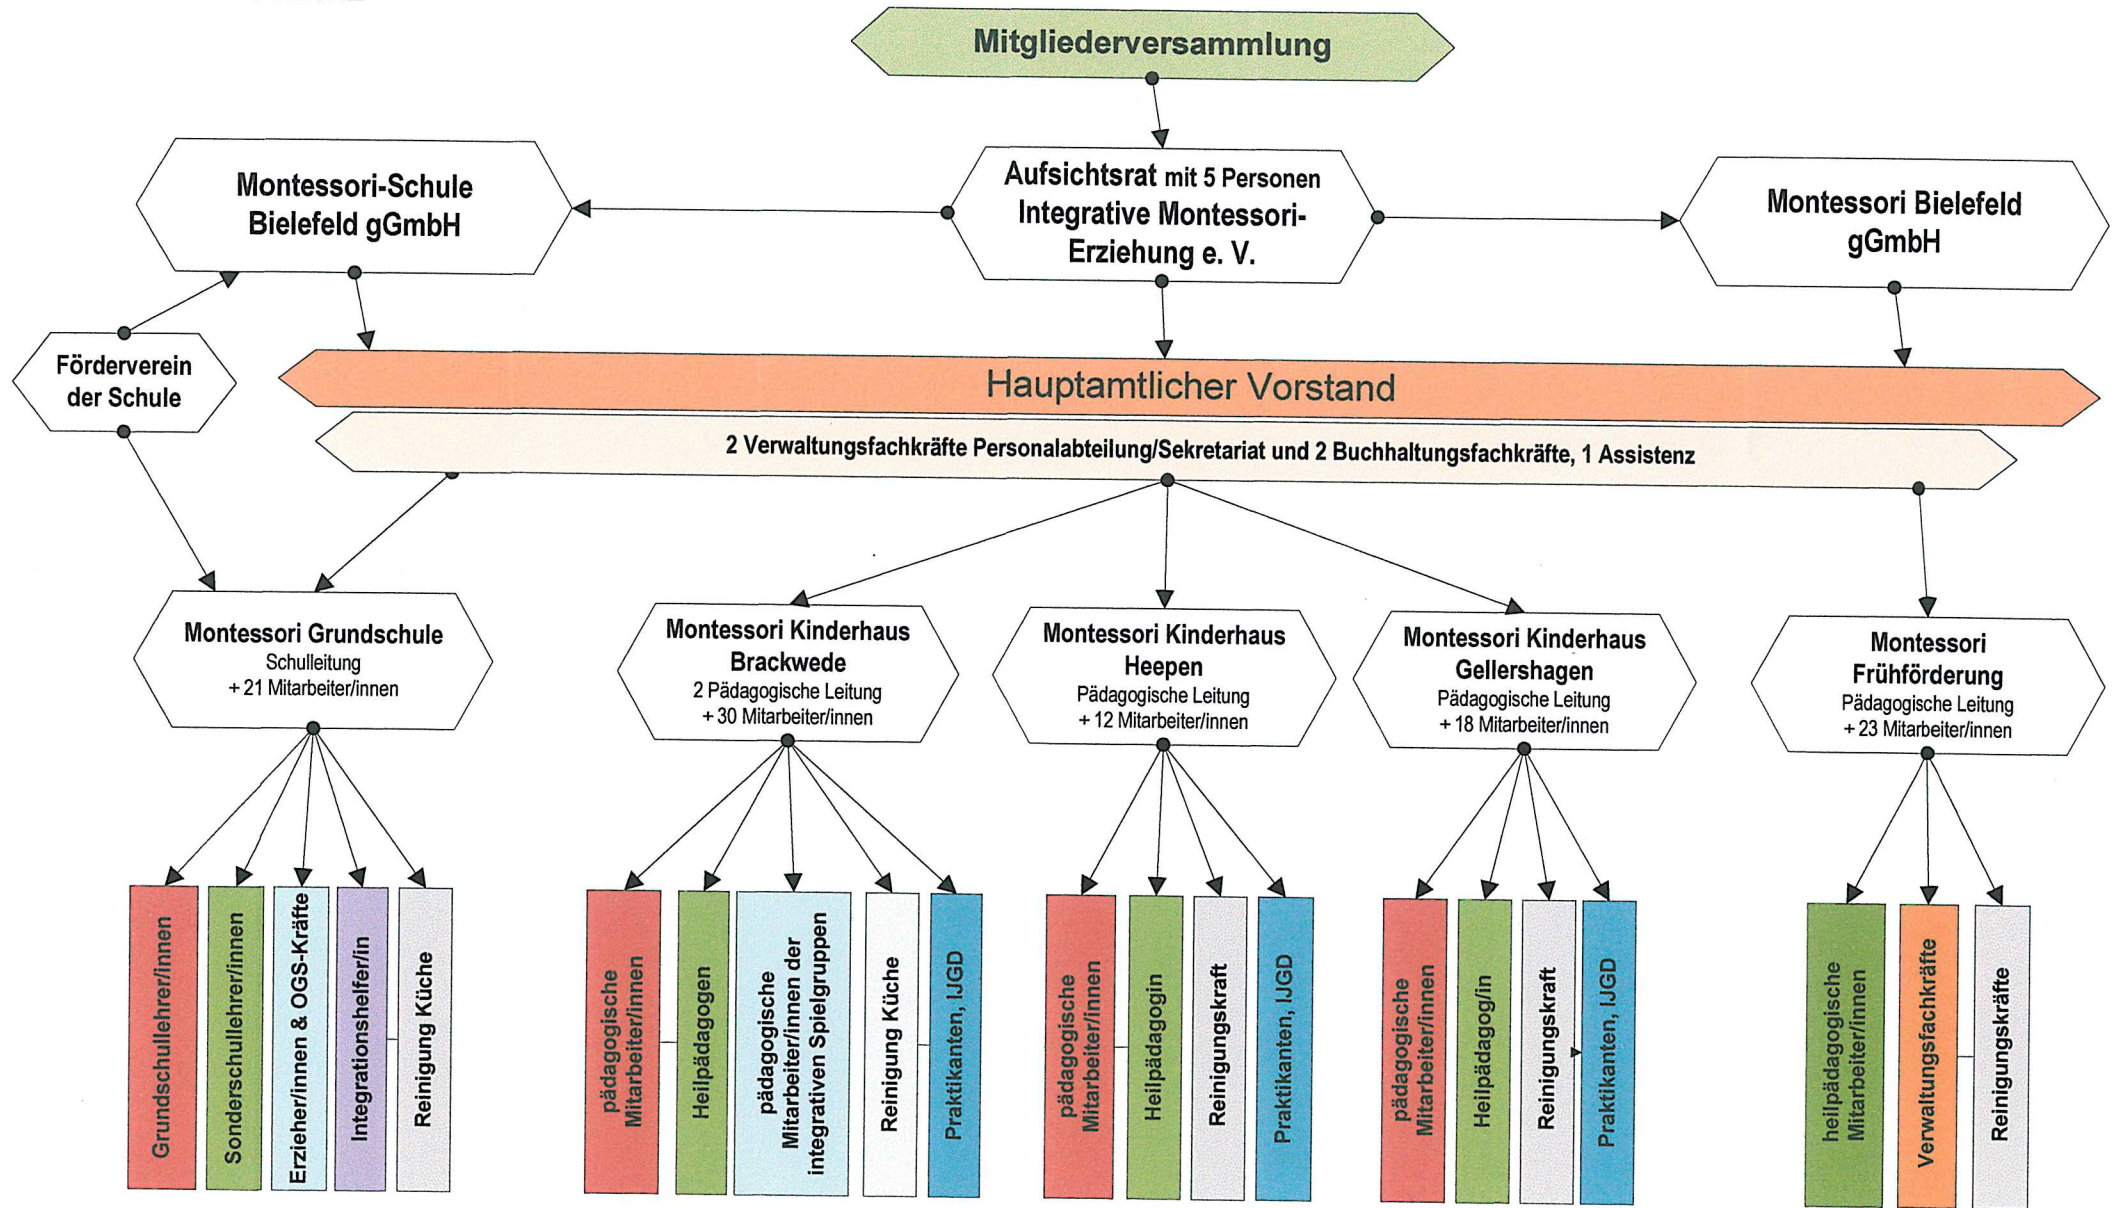 Mitgliederversammlung
Montessori-Schule
Bielefeld gGmbH
Aufsichtsrat mit 5 Personen
Integrative Montessori-
Erziehung e. V.
Montessori Bielefeld
gGmbH
Förderverein
der Schule
Hauptamtlicher Vorstand
2 Verwaltungsfachkräfte Personalabteilung/Sekretariat und 2 Buchhaltungsfachkräfte, 1 Assistenz
Montessori Grundschule
Schulleitung
+ 21 Mitarbeiter/innen
Montessori Kinderhaus
Brackwede
2 Pädagogische Leitung
+ 30 Mitarbeiter/innen
Montessori Kinderhaus
Heepen
Pädagogische Leitung
+ 12 Mitarbeiter/innen
Montessori Kinderhaus
Gellershagen
Pädagogische Leitung
+ 18 Mitarbeiter/innen
Montessori
Frühförderung
Pädagogische Leitung
+ 23 Mitarbeiter/innen
Grundschullehrer/innen
Sonderschullehrer/innen
Erzieher/innen & OGS-Kräfte
Integrationshelfer/in
Reinigung Küche
pädagogische
Mitarbeiter/innen
Heilpädagogen
pädagogische
Mitarbeiter/innen der
integrativen Spielgruppen
Reinigung Küche
Praktikanten, IJGD
pädagogische
Mitarbeiter/innen
Heilpädagogin
Reinigungskraft
Praktikanten, IJGD
pädagogische
Mitarbeiter/innen
Heilpädagog/in
Reinigungskraft
Praktikanten, IJGD
heilpädagogische
Mitarbeiter/innen
Verwaltungsfachkräfte
Reinigungskräfte